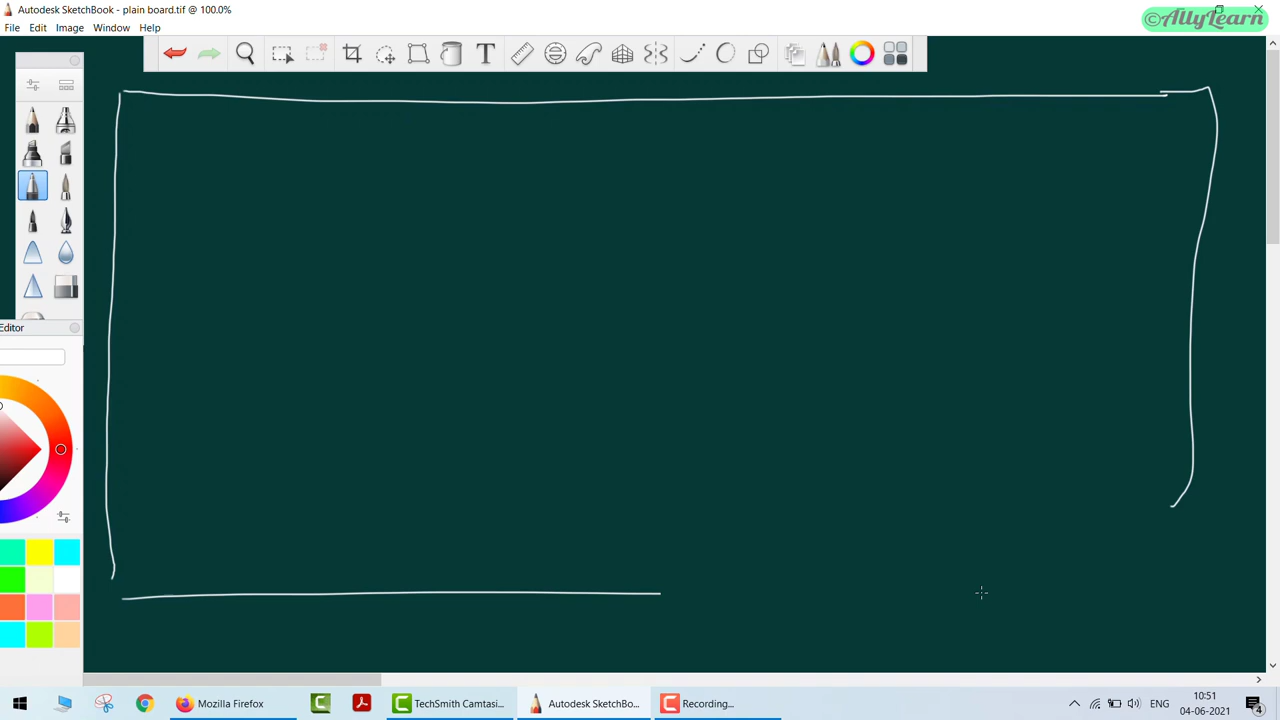 Autodesk SketchBook - plain board.tif @ 100.0%
©AllyLearn
File Edit Image Window Help
T
Editor
Mozilla Firefox
TechSmith Camtasi...
Autodesk SketchBo...
Recording...
ENG
10:51
04-06-2021
4